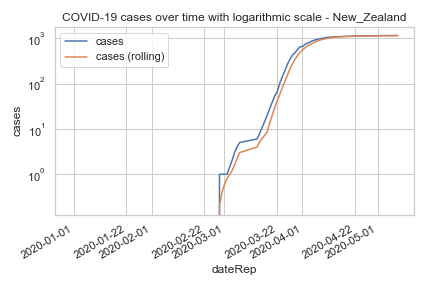 COVID-19 cases over time with logarithmic scale - New_Zealand
cases
cases (rolling)
10³
10²
10¹
10⁰
cases
2020-01-01
2020-01-22
2020-02-01
2020-02-22
2020-03-01
2020-03-22
2020-04-01
2020-04-22
2020-05-01
dateRep